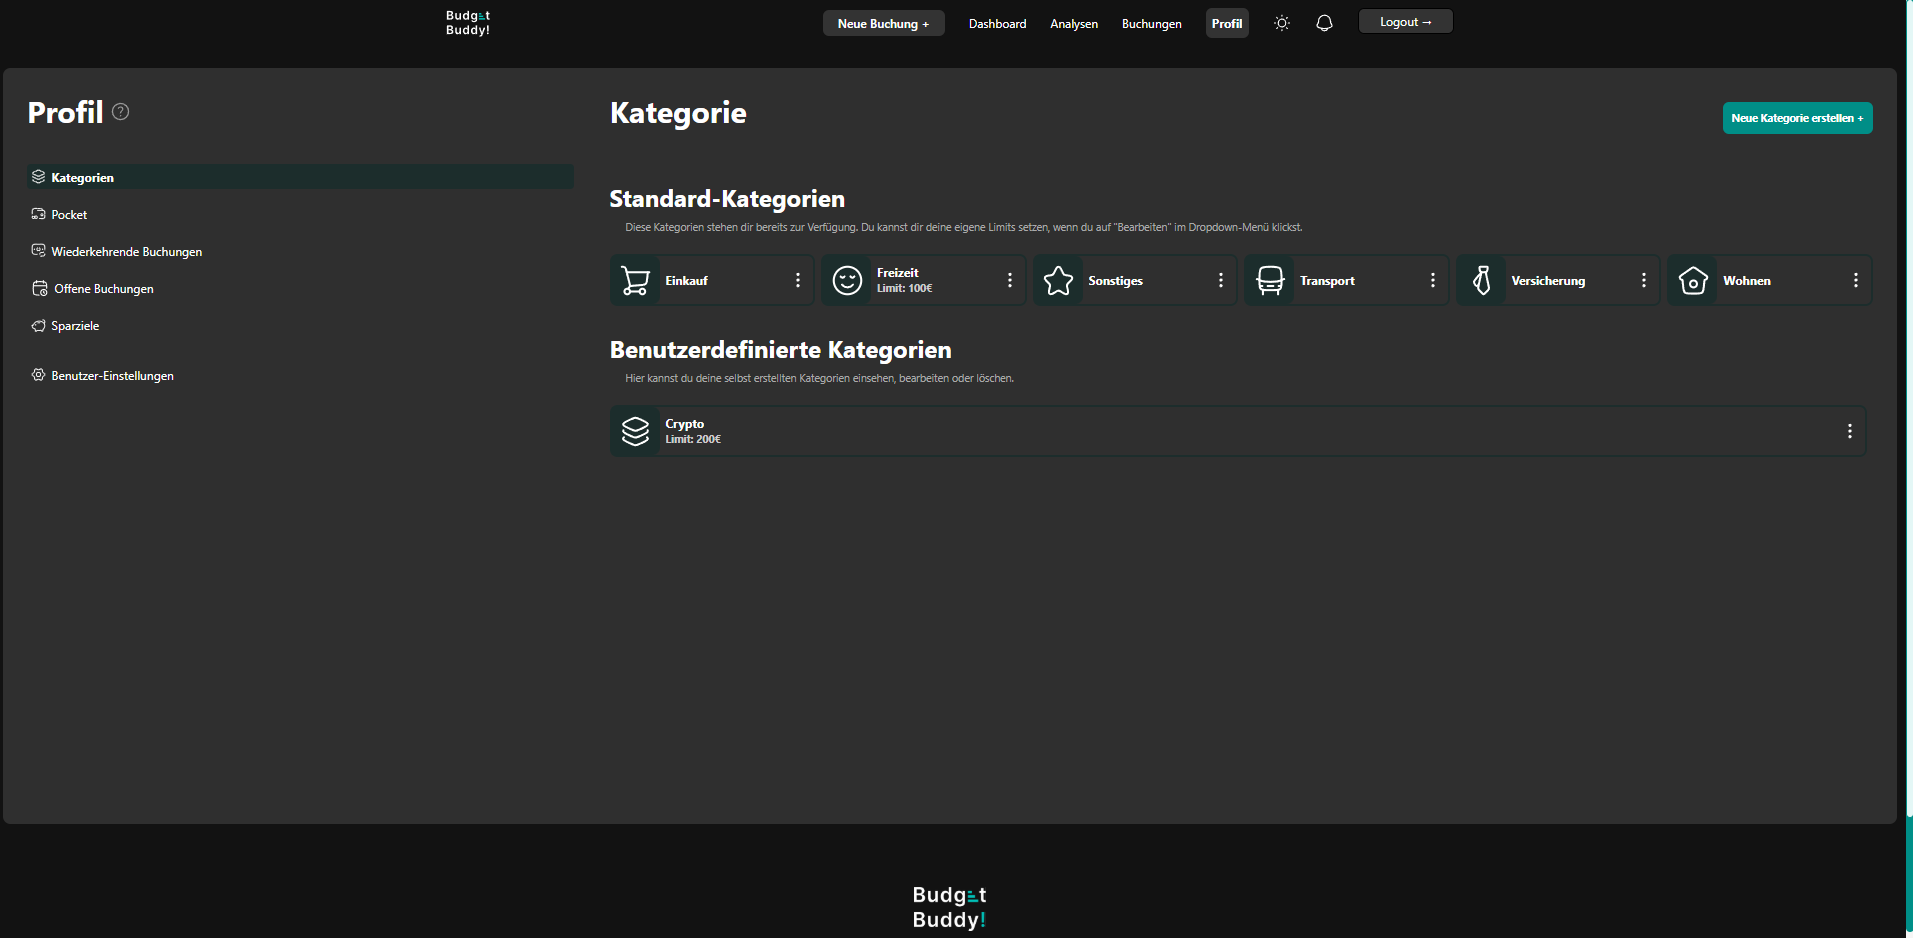 Budget
Buddy!
Neue Buchung +
Dashboard
Analysen
Buchungen
Profil
Logout →
Profil ?
Kategorien
Pocket
Wiederkehrende Buchungen
Offene Buchungen
Sparziele
Benutzer-Einstellungen
Kategorie
Neue Kategorie erstellen +
Standard-Kategorien
Diese Kategorien stehen dir bereits zur Verfügung. Du kannst dir deine eigene Limits setzen, wenn du auf "Bearbeiten" im Dropdown-Menü klickst.
Einkauf
Freizeit
Limit: 100€
Sonstiges
Transport
Versicherung
Wohnen
Benutzerdefinierte Kategorien
Hier kannst du deine selbst erstellten Kategorien einsehen, bearbeiten oder löschen.
Crypto
Limit: 200€
Budget
Buddy!